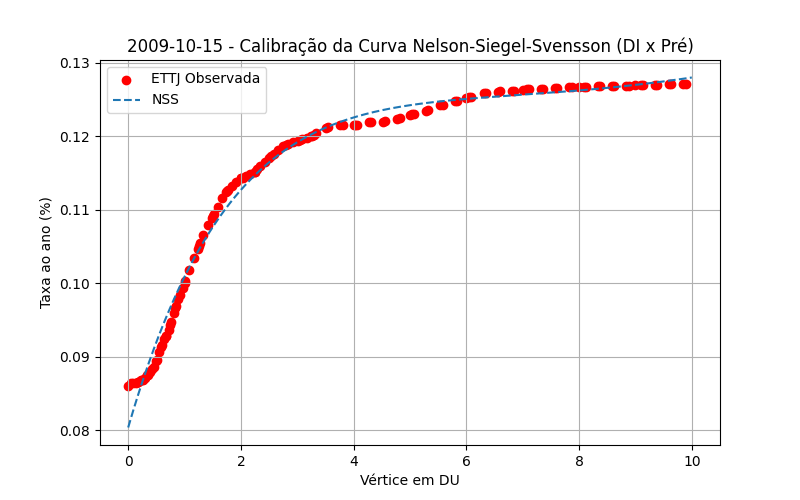 2009-10-15 - Calibração da Curva Nelson-Siegel-Svensson (DI x Pré)
ETTJ Observada
NSS
Taxa ao ano (%)
0.13
0.12
0.11
0.10
0.09
0.08
0 2 4 6 8 10
Vértice em DU